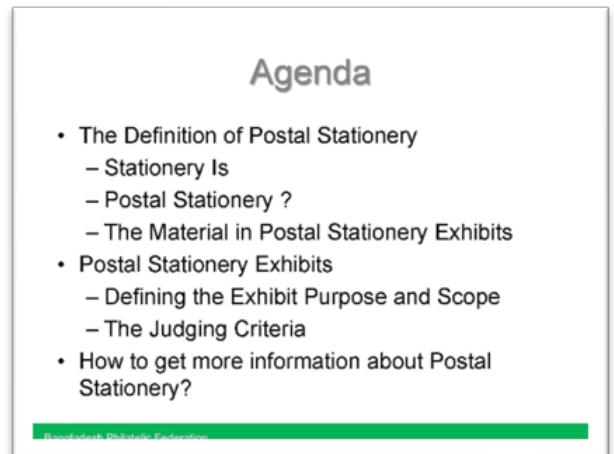 Agenda
• The Definition of Postal Stationery
– Stationery Is
– Postal Stationery ?
– The Material in Postal Stationery Exhibits
• Postal Stationery Exhibits
– Defining the Exhibit Purpose and Scope
– The Judging Criteria
• How to get more information about Postal
Stationery?
Bangladesh Philatelic Federation